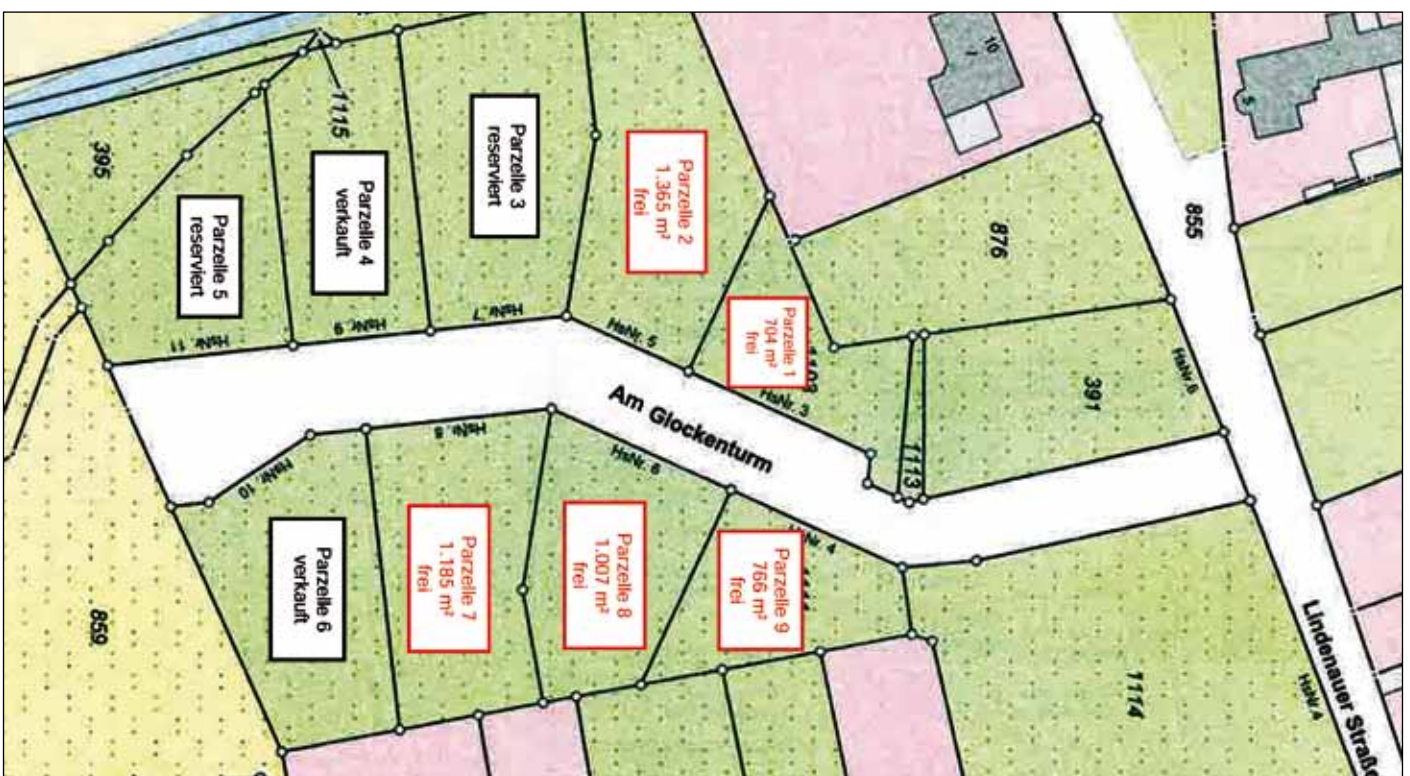 10
5
1115
395
Parzelle 3
reserviert
Parzelle 4
verkauft
Parzelle 5
reserviert
Parzelle 2
1.365 m²
frei
Parzelle 1
704 m²
frei
876
855
391
1113
HsNr. 11
HsNr. 9
HsNr. 7
HsNr. 5
HsNr. 3
HsNr. 6
Am Glockenturm
HsNr. 10
HsNr. 8
HsNr. 6
Parzelle 6
verkauft
Parzelle 7
1.185 m²
frei
Parzelle 8
1.007 m²
frei
Parzelle 9
766 m²
frei
859
1114
Lindenauer Straße
HsNr. 4